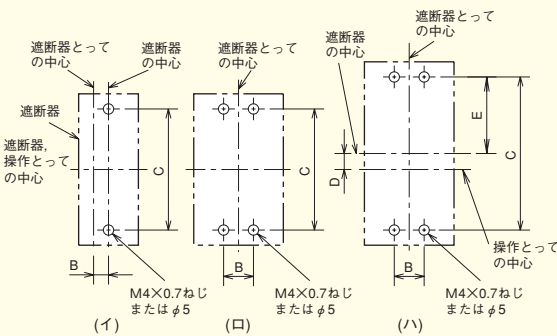 遮断器とって
の中心
遮断器
の中心
遮断器
遮断器,
操作とって
の中心
C
B
M4×0.7ねじ
またはφ5
(イ)
遮断器とって
の中心
C
B
M4×0.7ねじ
またはφ5
(ロ)
遮断器とって
の中心
遮断器
の中心
E
C
D
操作とって
の中心
B
M4×0.7ねじ
またはφ5
(ハ)